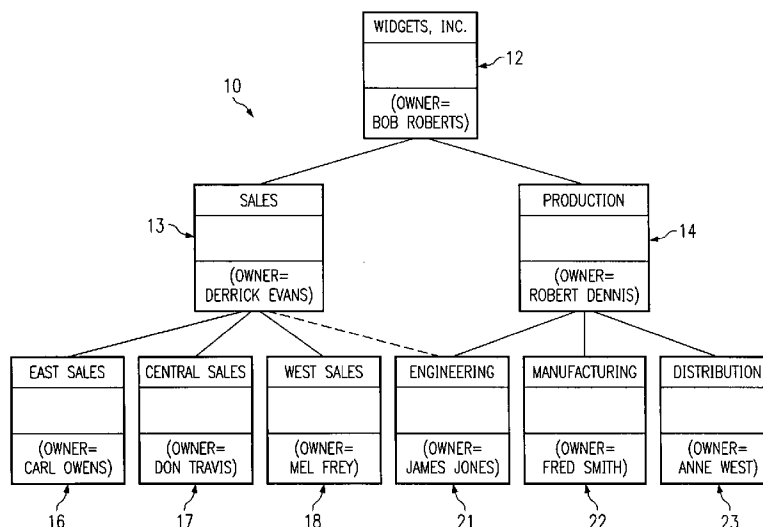 WIDGETS, INC.
12
10
(OWNER=
BOB ROBERTS)
SALES
PRODUCTION
13
14
(OWNER=
DERRICK EVANS)
(OWNER=
ROBERT DENNIS)
EAST SALES
CENTRAL SALES
WEST SALES
ENGINEERING
MANUFACTURING
DISTRIBUTION
(OWNER=
CARL OWENS)
(OWNER=
DON TRAVIS)
(OWNER=
MEL FREY)
(OWNER=
JAMES JONES)
(OWNER=
FRED SMITH)
(OWNER=
ANNE WEST)
16
17
18
21
22
23